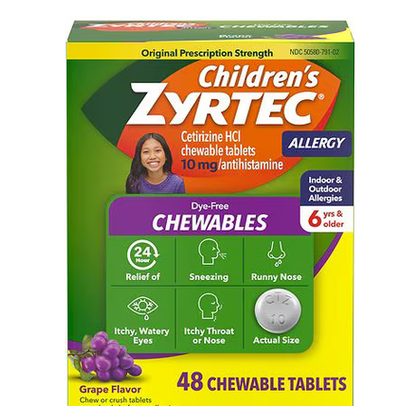 Original Prescription Strength
NDC 50580-791-02
Children's
ZYRTEC®
Cetirizine HCl
chewable tablets
10 mg/antihistamine
ALLERGY
Indoor &
Outdoor
Allergies
6 yrs &
older
Dye-Free
CHEWABLES
24
Hour
Relief of
Sneezing
Runny Nose
Itchy, Watery
Eyes
Itchy Throat
or Nose
CTZ
10
Actual Size
Grape Flavor
Chew or crush tablets
48 CHEWABLE TABLETS